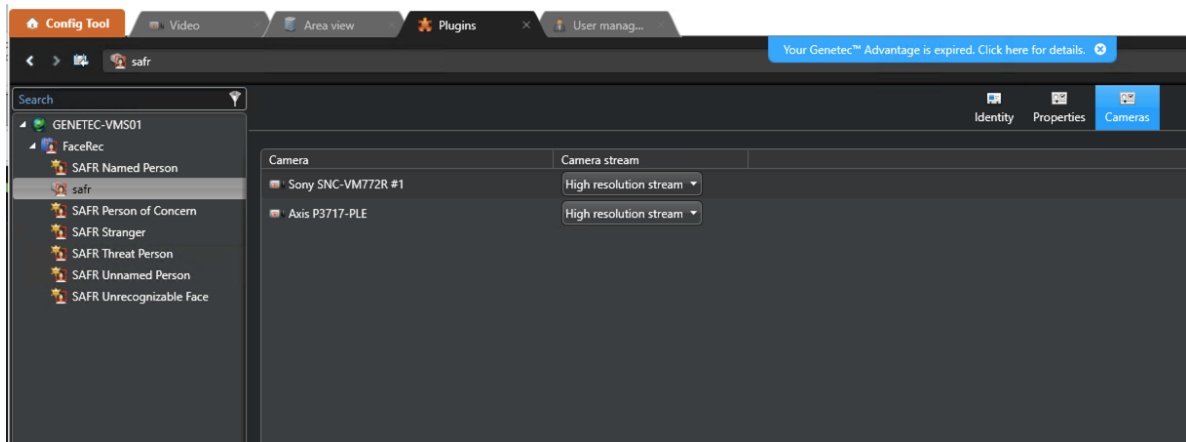 Config Tool
Video
Area view
Plugins
User manag...
Your Genetec™ Advantage is expired. Click here for details.
safr
Search
Identity
Properties
Cameras
GENETEC-VMS01
FaceRec
SAFR Named Person
safr
SAFR Person of Concern
SAFR Stranger
SAFR Threat Person
SAFR Unnamed Person
SAFR Unrecognizable Face
Camera
Camera stream
Sony SNC-VM772R #1
High resolution stream
Axis P3717-PLE
High resolution stream